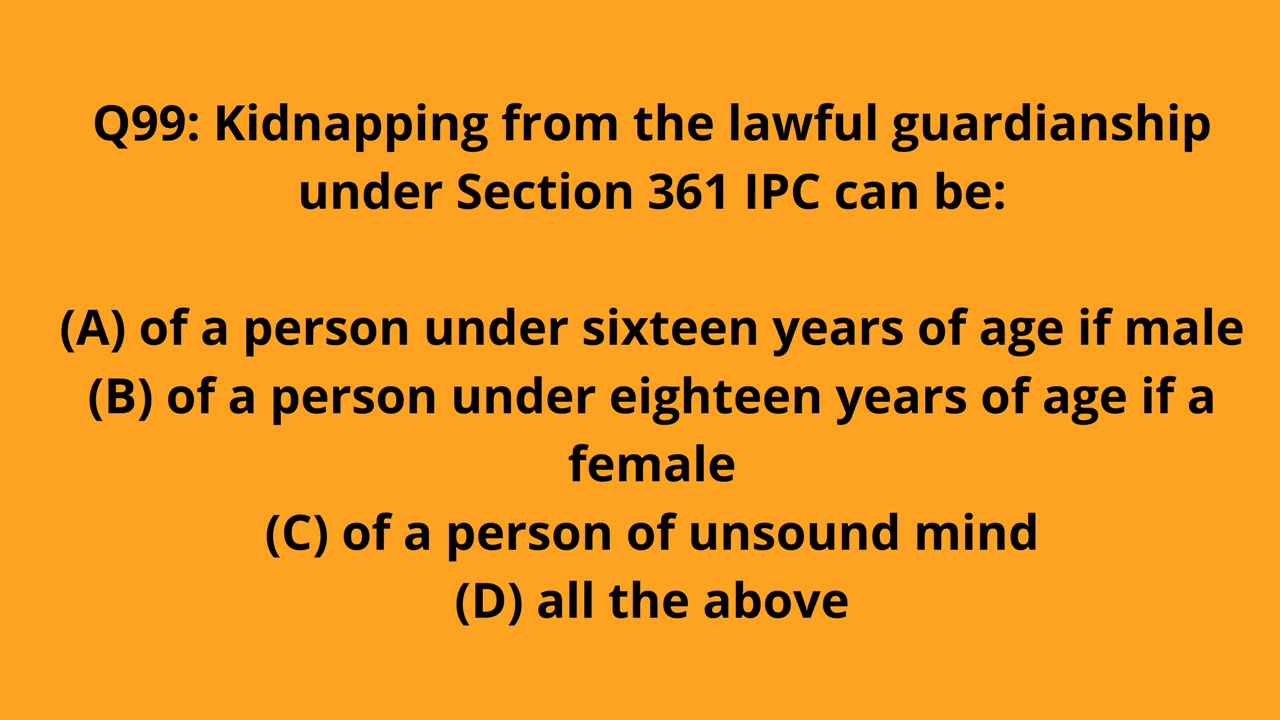 Q99: Kidnapping from the lawful guardianship
under Section 361 IPC can be:
(A) of a person under sixteen years of age if male
(B) of a person under eighteen years of age if a
female
(C) of a person of unsound mind
(D) all the above